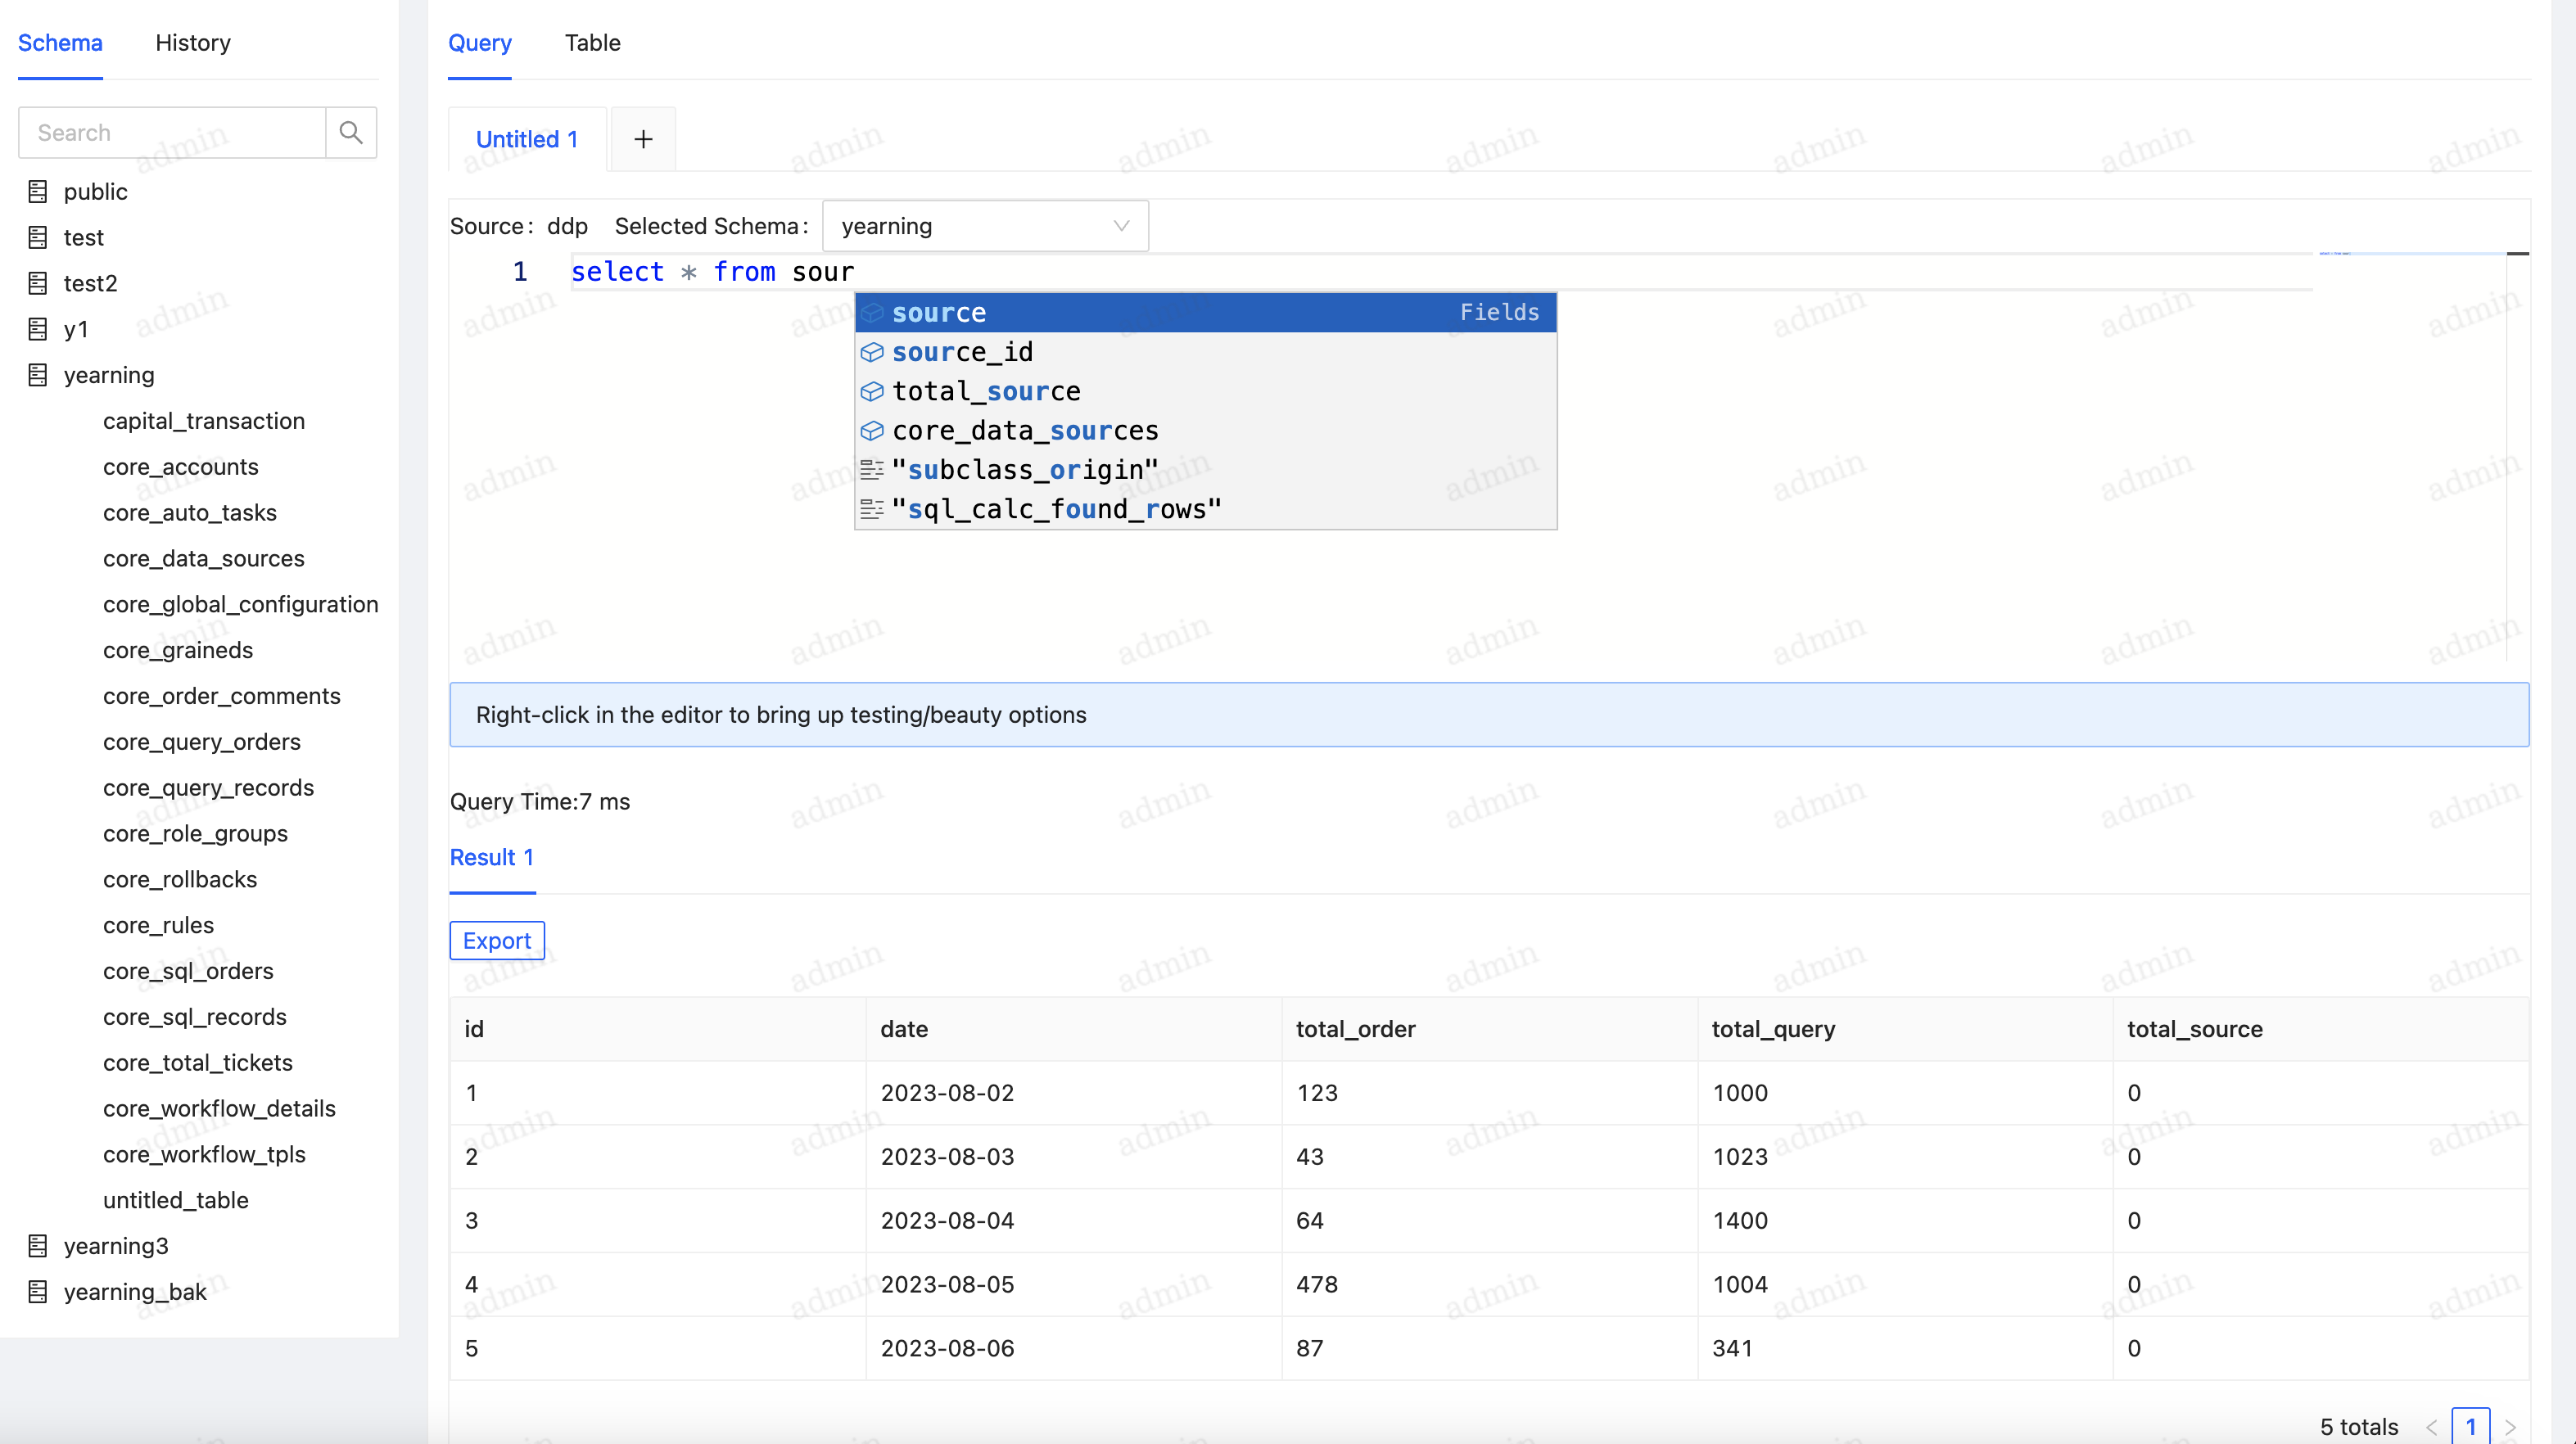 Schema History
Search
public
test
test2
y1
yearning
capital_transaction
core_accounts
core_auto_tasks
core_data_sources
core_global_configuration
core_graineds
core_order_comments
core_query_orders
core_query_records
core_role_groups
core_rollbacks
core_rules
core_sql_orders
core_sql_records
core_total_tickets
core_workflow_details
core_workflow_tpls
untitled_table
yearning3
yearning_bak
Query Table
Untitled 1 +
Source: ddp Selected Schema: yearning
1 select * from sour
source Fields
source_id
total_source
core_data_sources
"subclass_origin"
"sql_calc_found_rows"
Right-click in the editor to bring up testing/beauty options
Query Time:7 ms
Result 1
Export
id date total_order total_query total_source
1 2023-08-02 123 1000 0
2 2023-08-03 43 1023 0
3 2023-08-04 64 1400 0
4 2023-08-05 478 1004 0
5 2023-08-06 87 341 0
5 totals < 1 >
admin